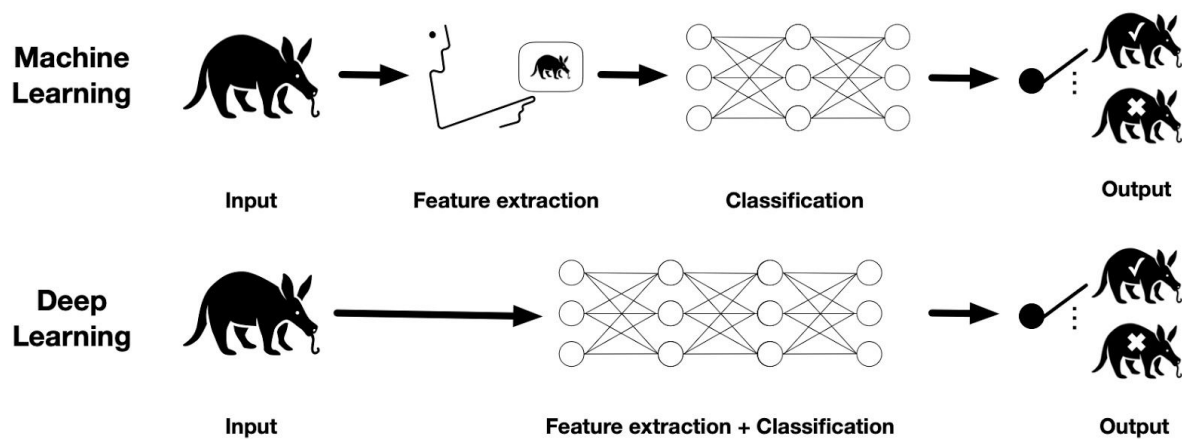 Machine
Learning
Input
Feature extraction
Classification
Output
Deep
Learning
Input
Feature extraction + Classification
Output